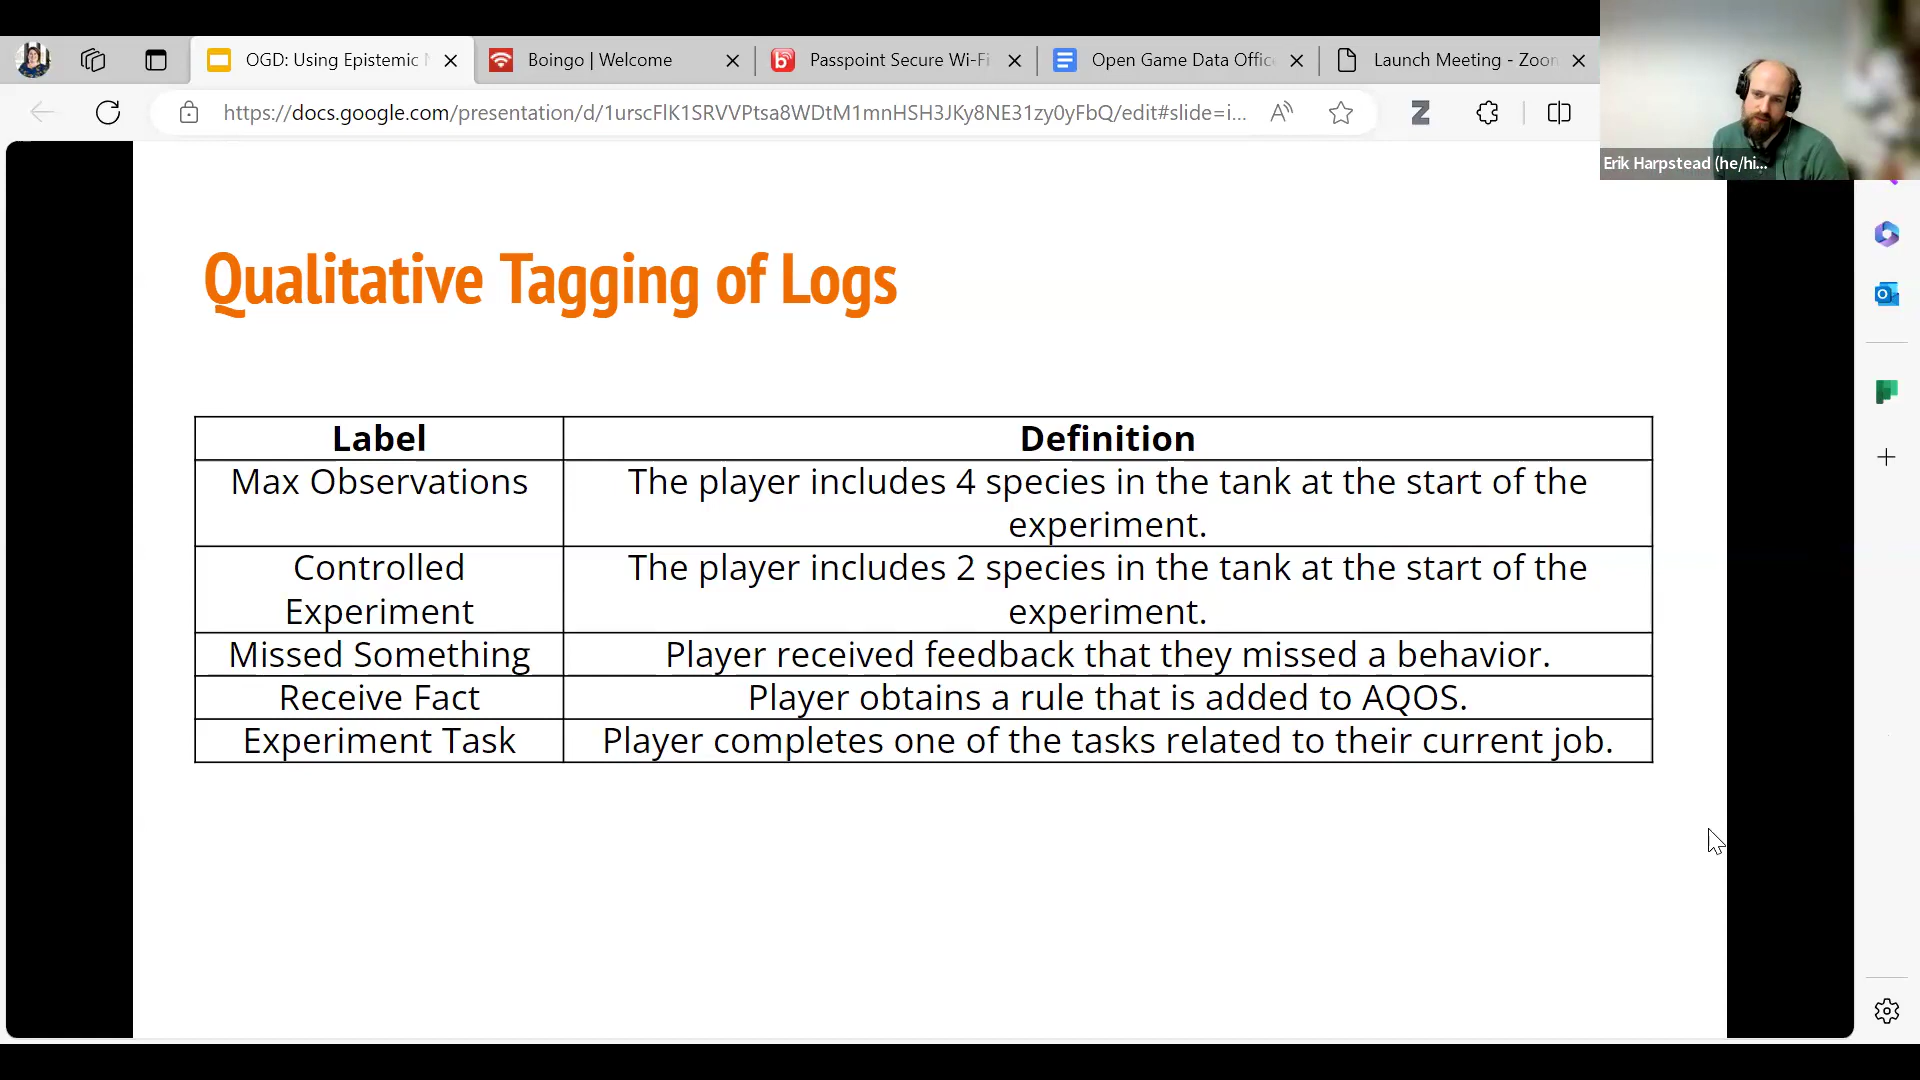 OGD: Using Epistemic
Boingo | Welcome
Passpoint Secure Wi-Fi
Open Game Data Offic
Launch Meeting - Zoom
https://docs.google.com/presentation/d/1urscFlK1SRVVPtsa8WDtM1mnHSH3JKy8NE31zy0yFbQ/edit#slide=i...
Erik Harpstead (he/hi...
Qualitative Tagging of Logs
Label
Definition
Max Observations
The player includes 4 species in the tank at the start of the
experiment.
Controlled
Experiment
The player includes 2 species in the tank at the start of the
experiment.
Missed Something
Player received feedback that they missed a behavior.
Receive Fact
Player obtains a rule that is added to AQOS.
Experiment Task
Player completes one of the tasks related to their current job.